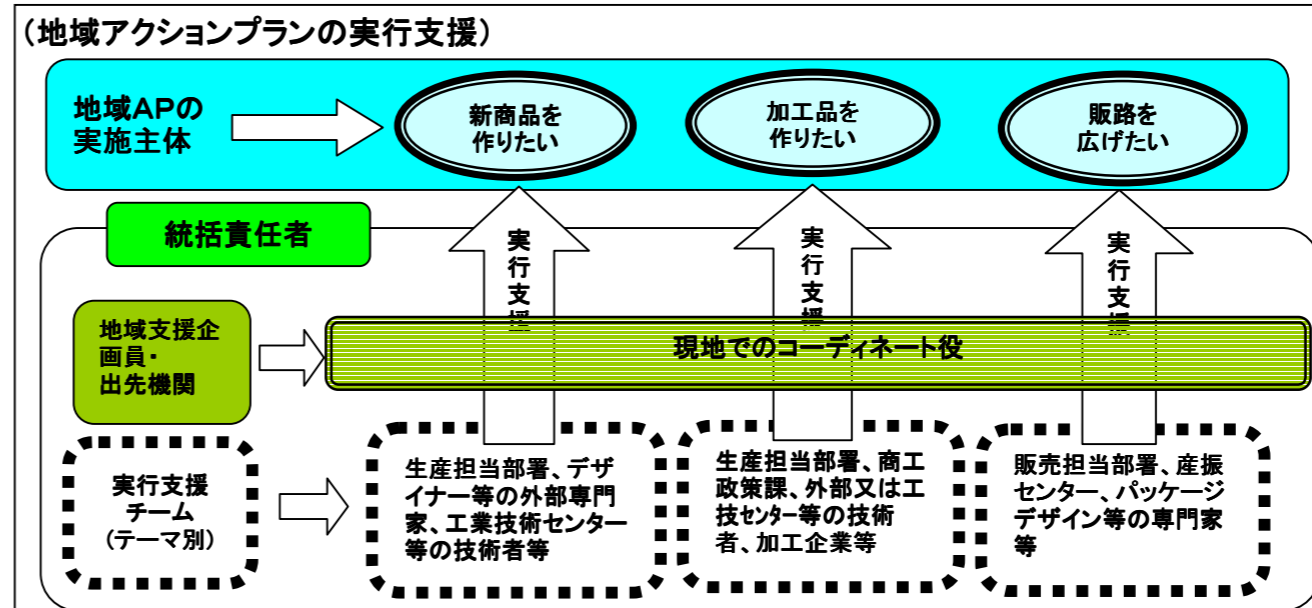 (地域アクションプランの実行支援)
地域APの
実施主体
新商品を
作りたい
加工品を
作りたい
販路を
広げたい
統括責任者
実行支援
実行支援
実行支援
地域支援企
画員・
出先機関
現地でのコーディネート役
実行支援
チーム
(テーマ別)
生産担当部署、デザ
イナー等の外部専門
家、工業技術センター
等の技術者等
生産担当部署、商工
政策課、外部又は工
技ｾﾝﾀｰ等の技術
者、加工企業等
販売担当部署、産振
センター、パッケージ
デザイン等の専門家
等